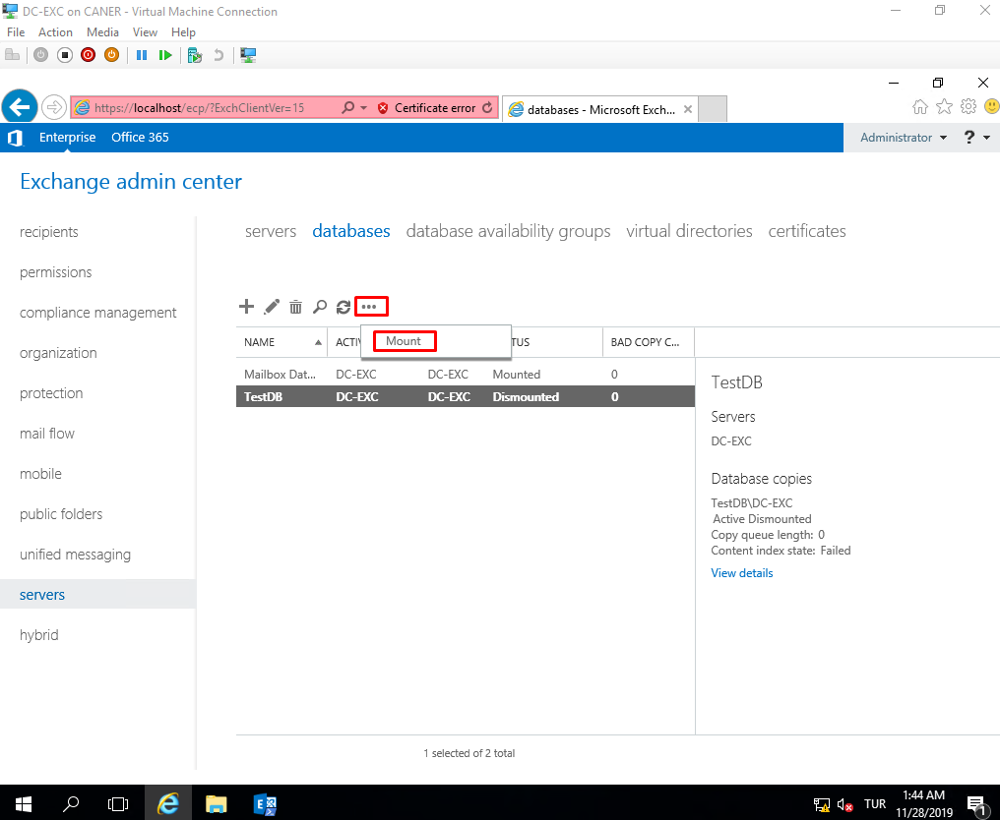 DC-EXC on CANER - Virtual Machine Connection
File Action Media View Help
https://localhost/ecp/?ExchClientVer=15 Certificate error databases - Microsoft Exch...
Enterprise Office 365 Administrator ?
Exchange admin center
recipients
permissions
compliance management
organization
protection
mail flow
mobile
public folders
unified messaging
servers
hybrid
servers databases database availability groups virtual directories certificates
Mount
NAME ACTIV TUS BAD COPY C...
Mailbox Dat... DC-EXC DC-EXC Mounted 0
TestDB DC-EXC DC-EXC Dismounted 0
1 selected of 2 total
TestDB
Servers
DC-EXC
Database copies
TestDB\DC-EXC
Active Dismounted
Copy queue length: 0
Content index state: Failed
View details
TUR 1:44 AM
11/28/2019 1